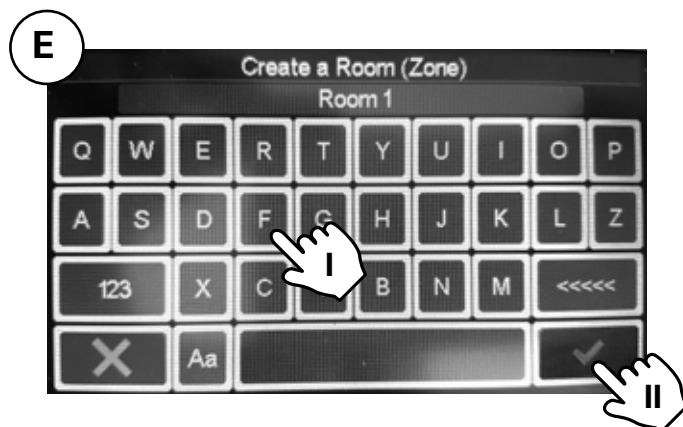 E
Create a Room (Zone)
Room 1
Q W E R T Y U I O P
A S D F G H J K L Z
123 X C B N M <<<<<
Aa
I
II